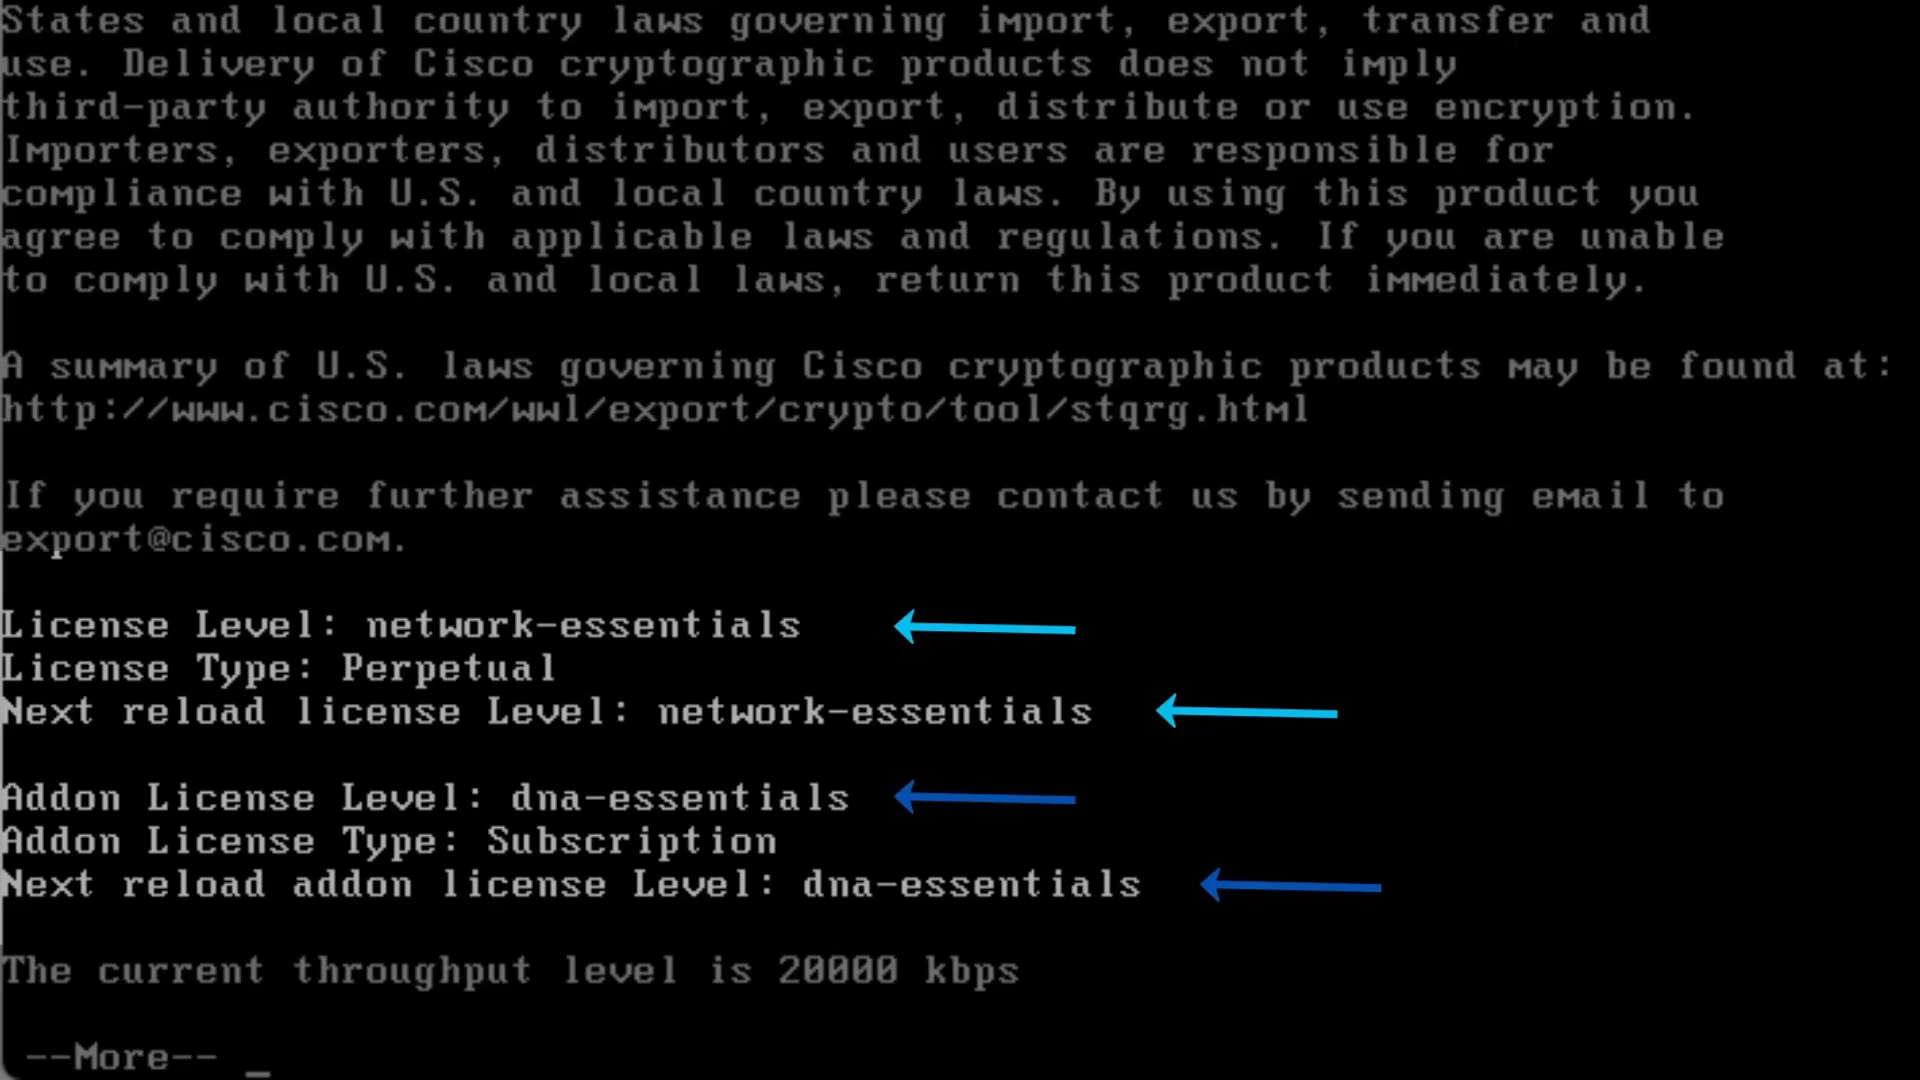 States and local country laws governing import, export, transfer and
use. Delivery of Cisco cryptographic products does not imply
third-party authority to import, export, distribute or use encryption.
Importers, exporters, distributors and users are responsible for
compliance with U.S. and local country laws. By using this product you
agree to comply with applicable laws and regulations. If you are unable
to comply with U.S. and local laws, return this product immediately.
A summary of U.S. laws governing Cisco cryptographic products may be found at:
http://www.cisco.com/wwl/export/crypto/tool/stqrg.html
If you require further assistance please contact us by sending email to
export@cisco.com.
License Level: network-essentials
License Type: Perpetual
Next reload license Level: network-essentials
Addon License Level: dna-essentials
Addon License Type: Subscription
Next reload addon license Level: dna-essentials
The current throughput level is 20000 kbps
--More-- _